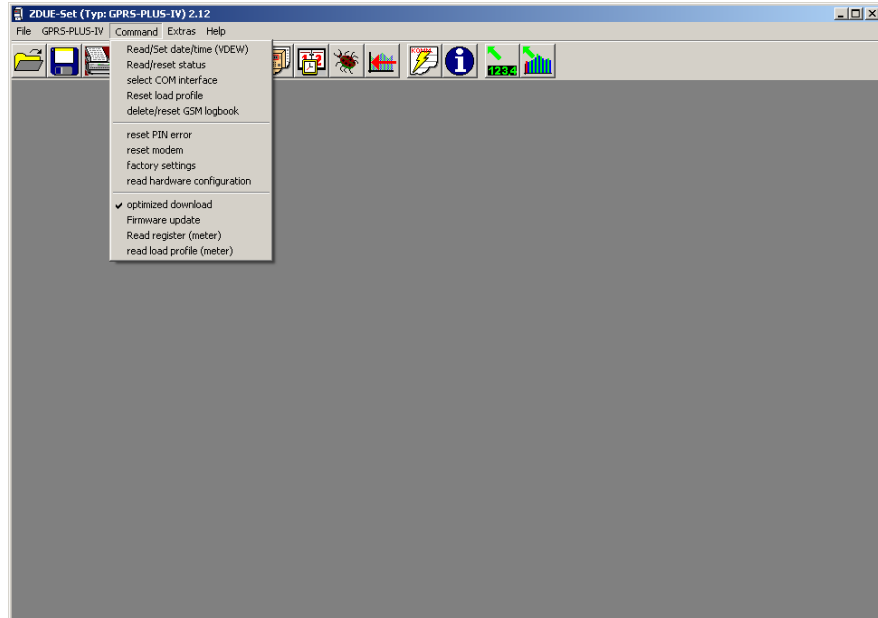 ZDUE-Set (Typ: GPRS-PLUS-IV) 2.12
File GPRS-PLUS-IV Command Extras Help
Read/Set date/time (VDEW)
Read/reset status
select COM interface
Reset load profile
delete/reset GSM logbook
reset PIN error
reset modem
factory settings
read hardware configuration
optimized download
Firmware update
Read register (meter)
read load profile (meter)
KOMM
1234